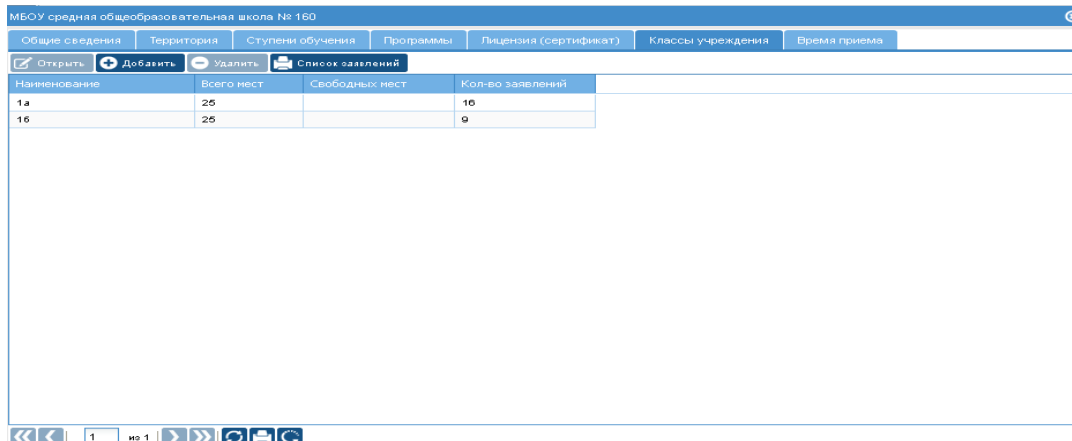 МБОУ средняя общеобразовательная школа № 160
Общие сведения Территория Ступени обучения Программы Лицензия (сертификат) Классы учреждения Время приема
Открыть Добавить Удалить Список заявлений
Наименование Всего мест Свободных мест Кол-во заявлений
1а 25 16
1б 25 9
1 из 1